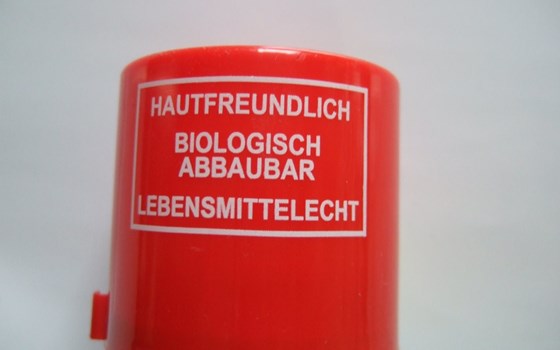 HAUTFREUNDLICH
BIOLOGISCH
ABBAUBAR
LEBENSMITTELECHT